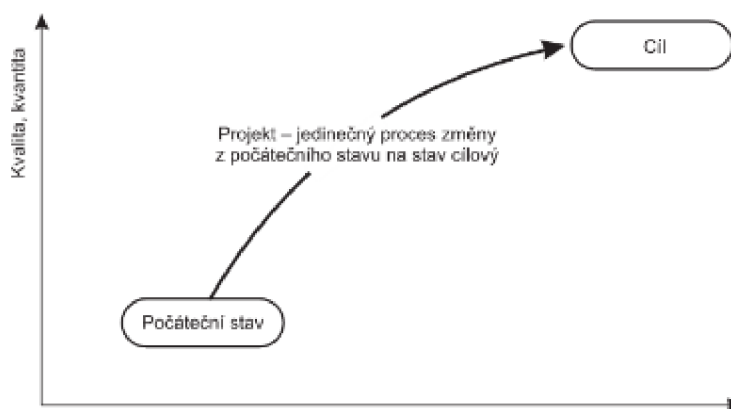 Kvalita, kvantita
Cíl
Projekt – jedinečný proces změny
z počátečního stavu na stav cílový
Počáteční stav